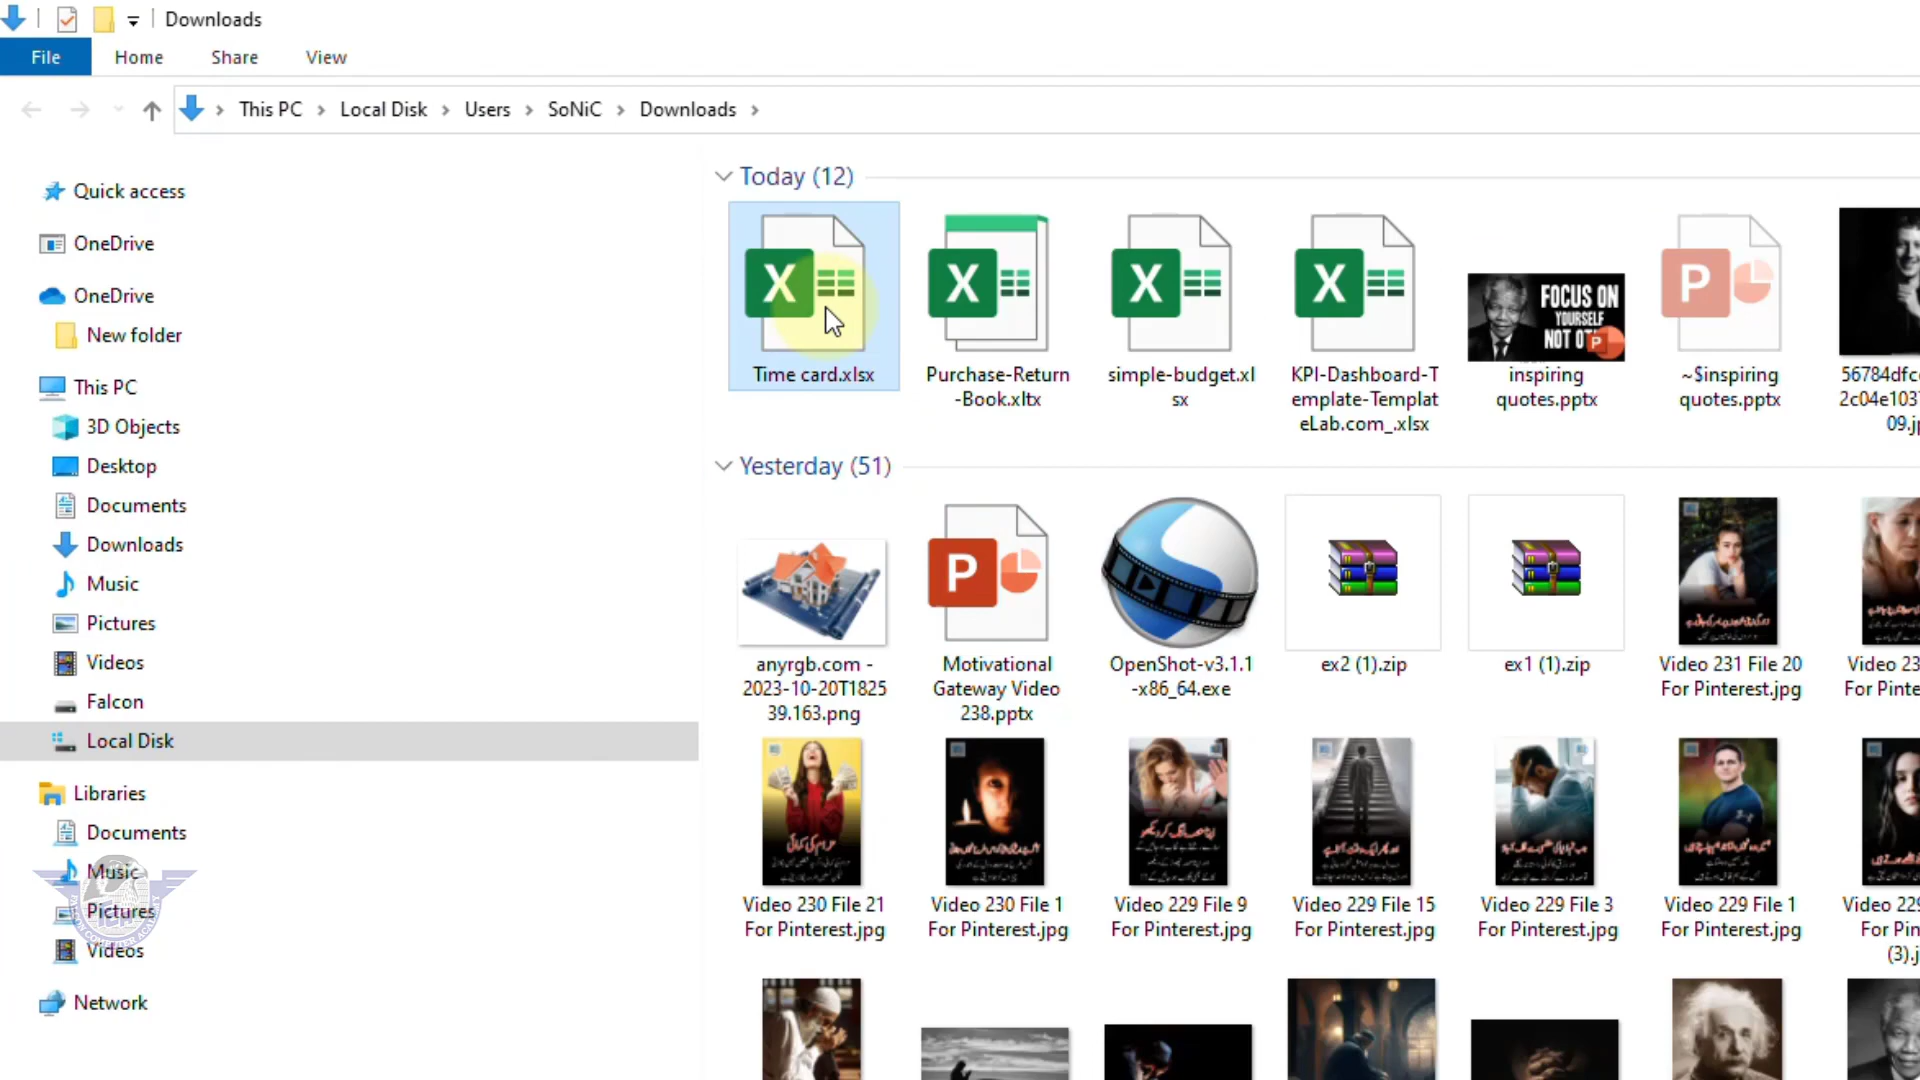 Downloads
File
Home
Share
View
This PC
Local Disk
Users
SoNiC
Downloads
Quick access
OneDrive
OneDrive
New folder
This PC
3D Objects
Desktop
Documents
Downloads
Music
Pictures
Videos
Falcon
Local Disk
Libraries
Documents
Music
Pictures
Videos
Network
Today (12)
Time card.xlsx
Purchase-Return
-Book.xltx
simple-budget.xl
sx
KPI-Dashboard-T
emplate-Templat
eLab.com_.xlsx
FOCUS ON
YOURSELF
inspiring
quotes.pptx
~$inspiring
quotes.pptx
Yesterday (51)
anyrgb.com -
2023-10-20T1825
39.163.png
Motivational
Gateway Video
238.pptx
OpenShot-v3.1.1
-x86_64.exe
ex2 (1).zip
ex1 (1).zip
Video 231 File 20
For Pinterest.jpg
Video 230 File 21
For Pinterest.jpg
Video 230 File 1
For Pinterest.jpg
Video 229 File 9
For Pinterest.jpg
Video 229 File 15
For Pinterest.jpg
Video 229 File 3
For Pinterest.jpg
Video 229 File 1
For Pinterest.jpg